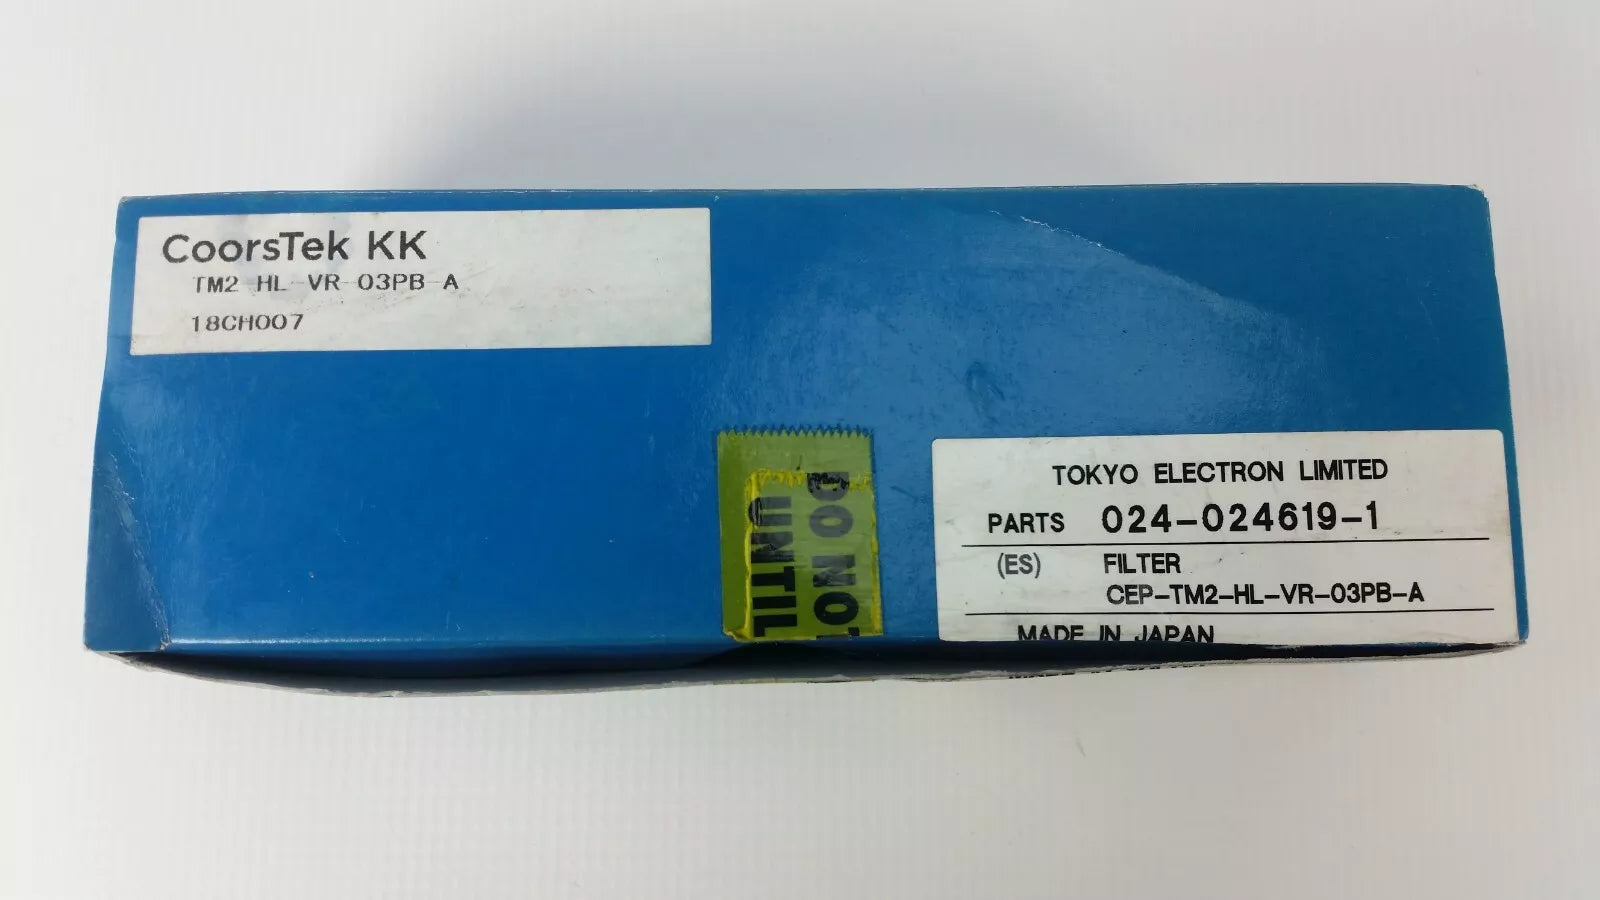 CoorsTek KK
TM2-HL-VR-03PB-A
18CH007
DO NOT
UNTIL
TOKYO ELECTRON LIMITED
PARTS 024-024619-1
(ES) FILTER
CEP-TM2-HL-VR-03PB-A
MADE IN JAPAN